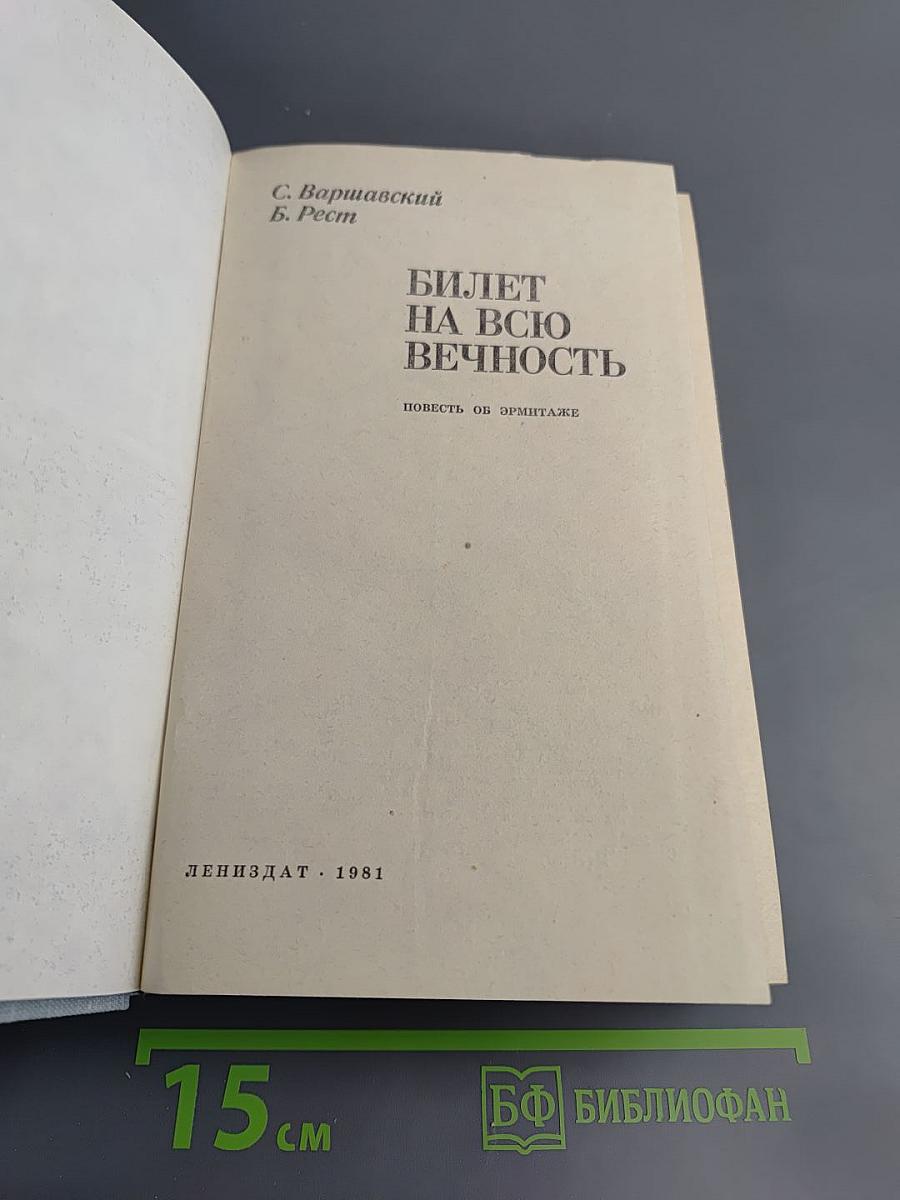 С. Варшавский
Б. Рест
БИЛЕТ
НА ВСЮ
ВЕЧНОСТЬ
ПОВЕСТЬ ОБ ЭРМИТАЖЕ
ЛЕНИЗДАТ · 1981
15 см
БФ БИБЛИОФАН